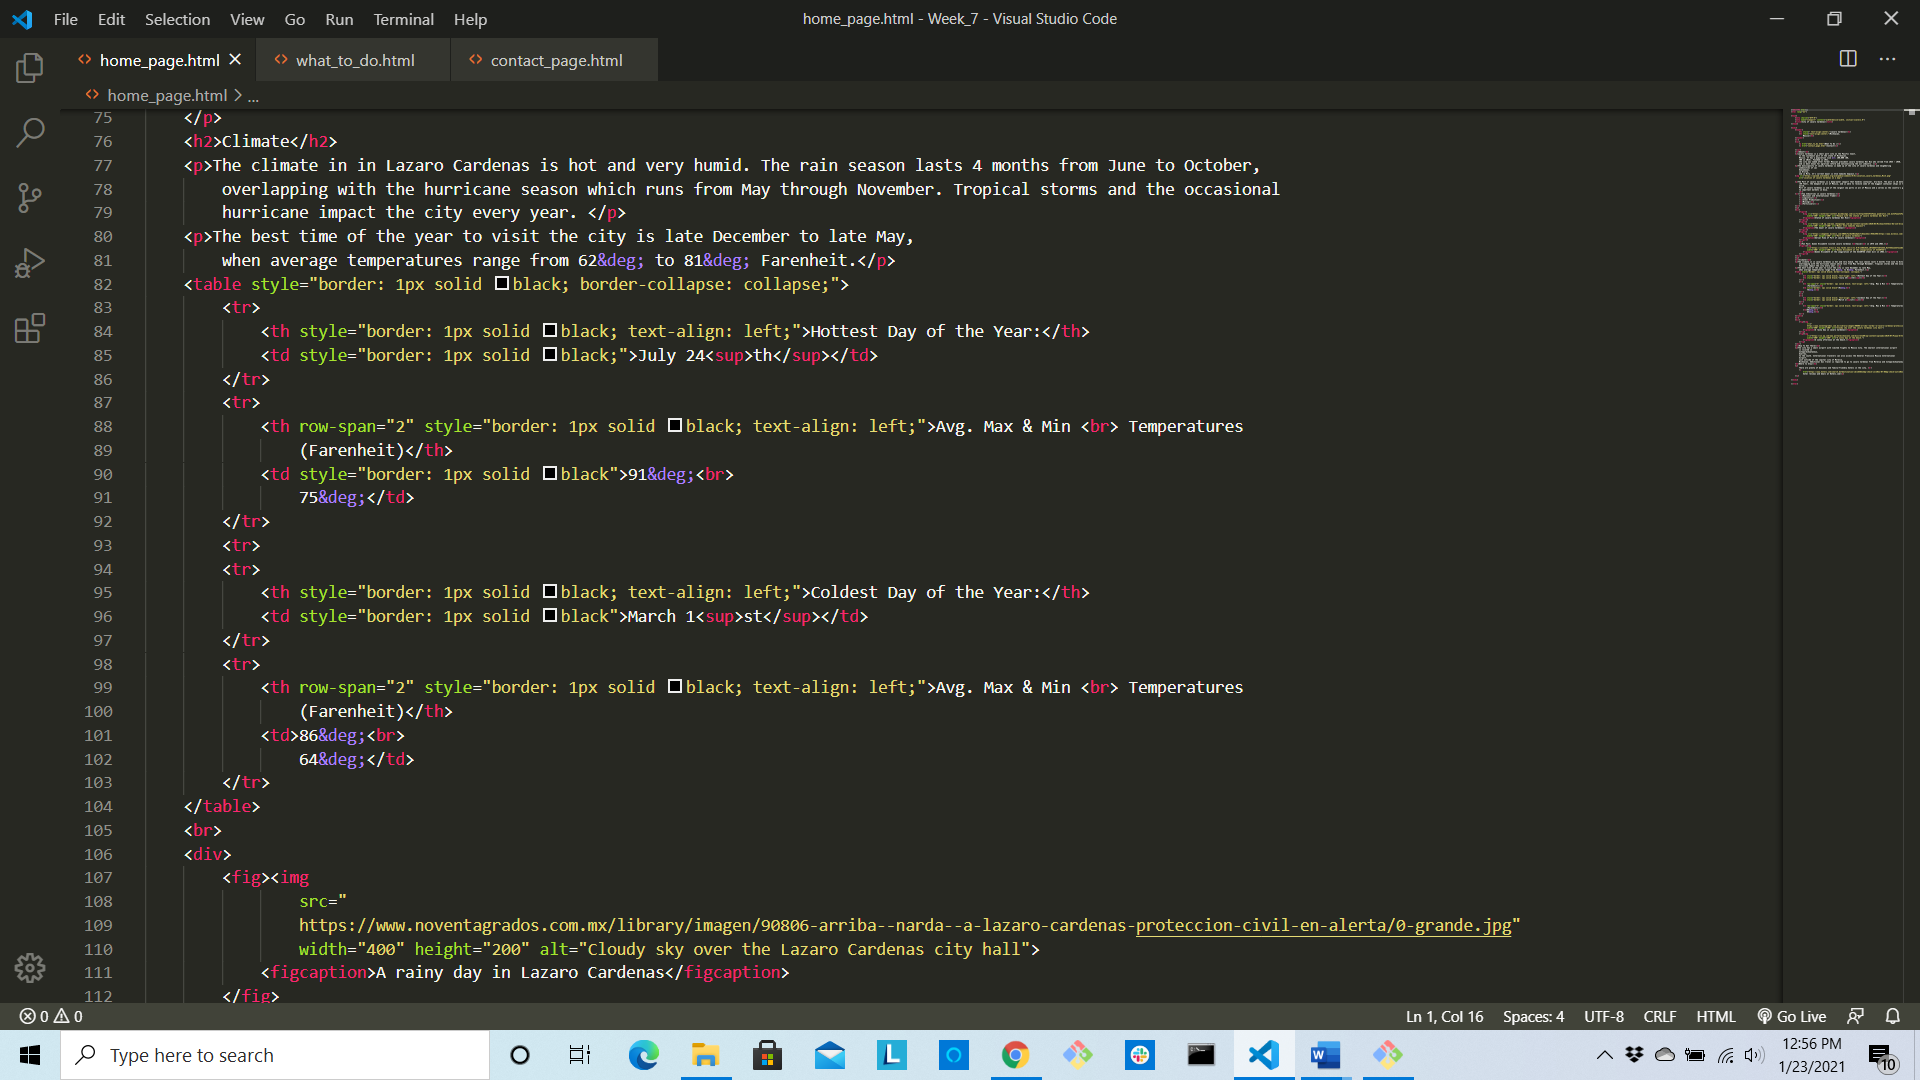 File Edit Selection View Go Run Terminal Help
home_page.html - Week_7 - Visual Studio Code
home_page.html what_to_do.html contact_page.html
home_page.html > ...
75 </p>
76 <h2>Climate</h2>
77 <p>The climate in in Lazaro Cardenas is hot and very humid. The rain season lasts 4 months from June to October,
78 overlapping with the hurricane season which runs from May through November. Tropical storms and the occasional
79 hurricane impact the city every year. </p>
80 <p>The best time of the year to visit the city is late December to late May,
81 when average temperatures range from 62&deg; to 81&deg; Farenheit.</p>
82 <table style="border: 1px solid black; border-collapse: collapse;">
83 <tr>
84 <th style="border: 1px solid black; text-align: left;">Hottest Day of the Year:</th>
85 <td style="border: 1px solid black;">July 24<sup>th</sup></td>
86 </tr>
87 <tr>
88 <th row-span="2" style="border: 1px solid black; text-align: left;">Avg. Max & Min <br> Temperatures
89 (Farenheit)</th>
90 <td style="border: 1px solid black">91&deg;<br>
91 75&deg;</td>
92 </tr>
93 <tr>
94 <tr>
95 <th style="border: 1px solid black; text-align: left;">Coldest Day of the Year:</th>
96 <td style="border: 1px solid black">March 1<sup>st</sup></td>
97 </tr>
98 <tr>
99 <th row-span="2" style="border: 1px solid black; text-align: left;">Avg. Max & Min <br> Temperatures
100 (Farenheit)</th>
101 <td>86&deg;<br>
102 64&deg;</td>
103 </tr>
104 </table>
105 <br>
106 <div>
107 <fig><img
108 src="
109 https://www.noventagrados.com.mx/library/imagen/90806-arriba--narda--a-lazaro-cardenas-proteccion-civil-en-alerta/0-grande.jpg"
110 width="400" height="200" alt="Cloudy sky over the Lazaro Cardenas city hall">
111 <figcaption>A rainy day in Lazaro Cardenas</figcaption>
112 </fig>
0 0
Ln 1, Col 16 Spaces: 4 UTF-8 CRLF HTML Go Live
Type here to search
12:56 PM
1/23/2021
10